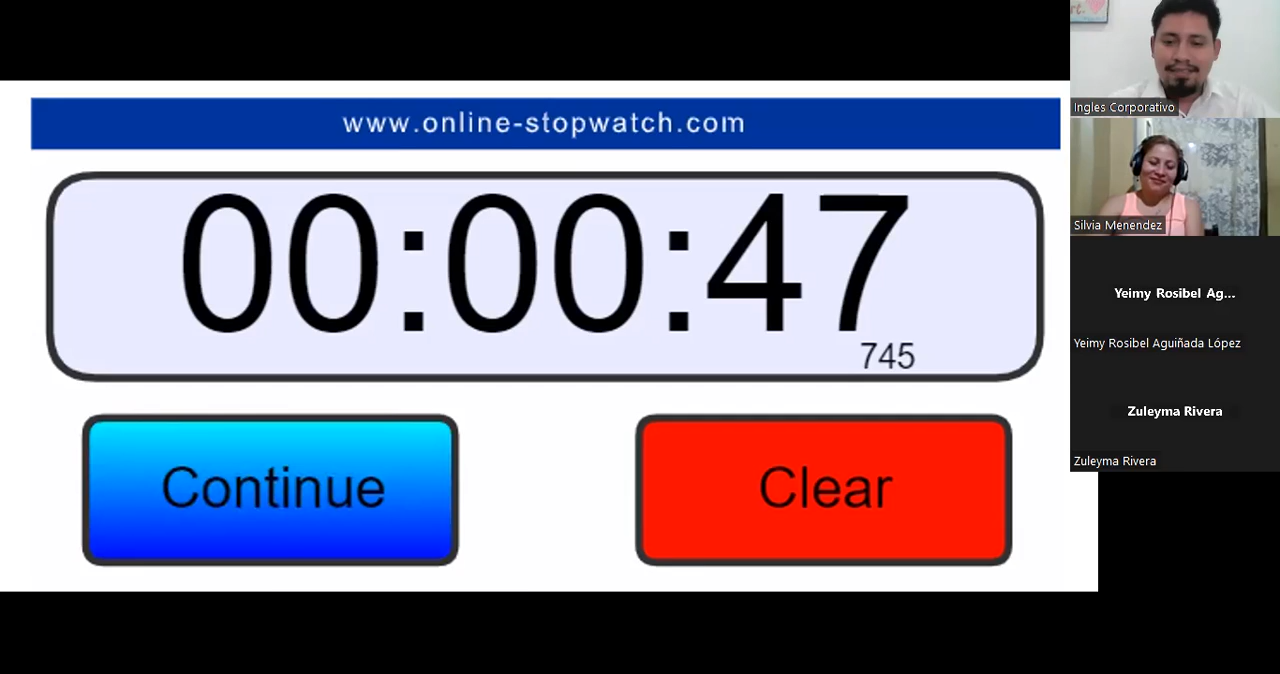 www.online-stopwatch.com
00:00:47
745
Continue
Clear
Ingles Corporativo
Silvia Menendez
Yeimy Rosibel Ag...
Yeimy Rosibel Aguiñada López
Zuleyma Rivera
Zuleyma Rivera